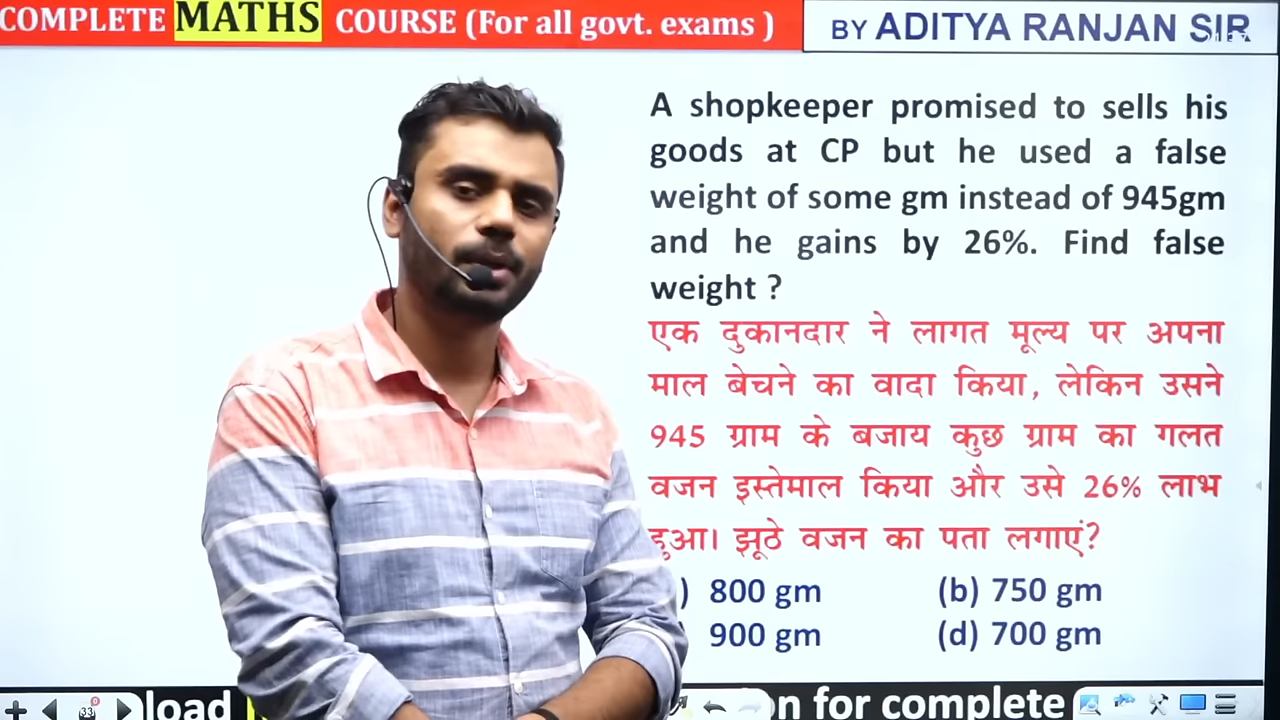 COMPLETE MATHS COURSE (For all govt. exams )
BY ADITYA RANJAN SIR
A shopkeeper promised to sells his
goods at CP but he used a false
weight of some gm instead of 945gm
and he gains by 26%. Find false
weight ?
एक दुकानदार ने लागत मूल्य पर अपना
माल बेचने का वादा किया, लेकिन उसने
945 ग्राम के बजाय कुछ ग्राम का गलत
वजन इस्तेमाल किया और उसे 26% लाभ
हुआ। झूठे वजन का पता लगाएं?
) 800 gm (b) 750 gm
900 gm (d) 700 gm
load
for complete
33